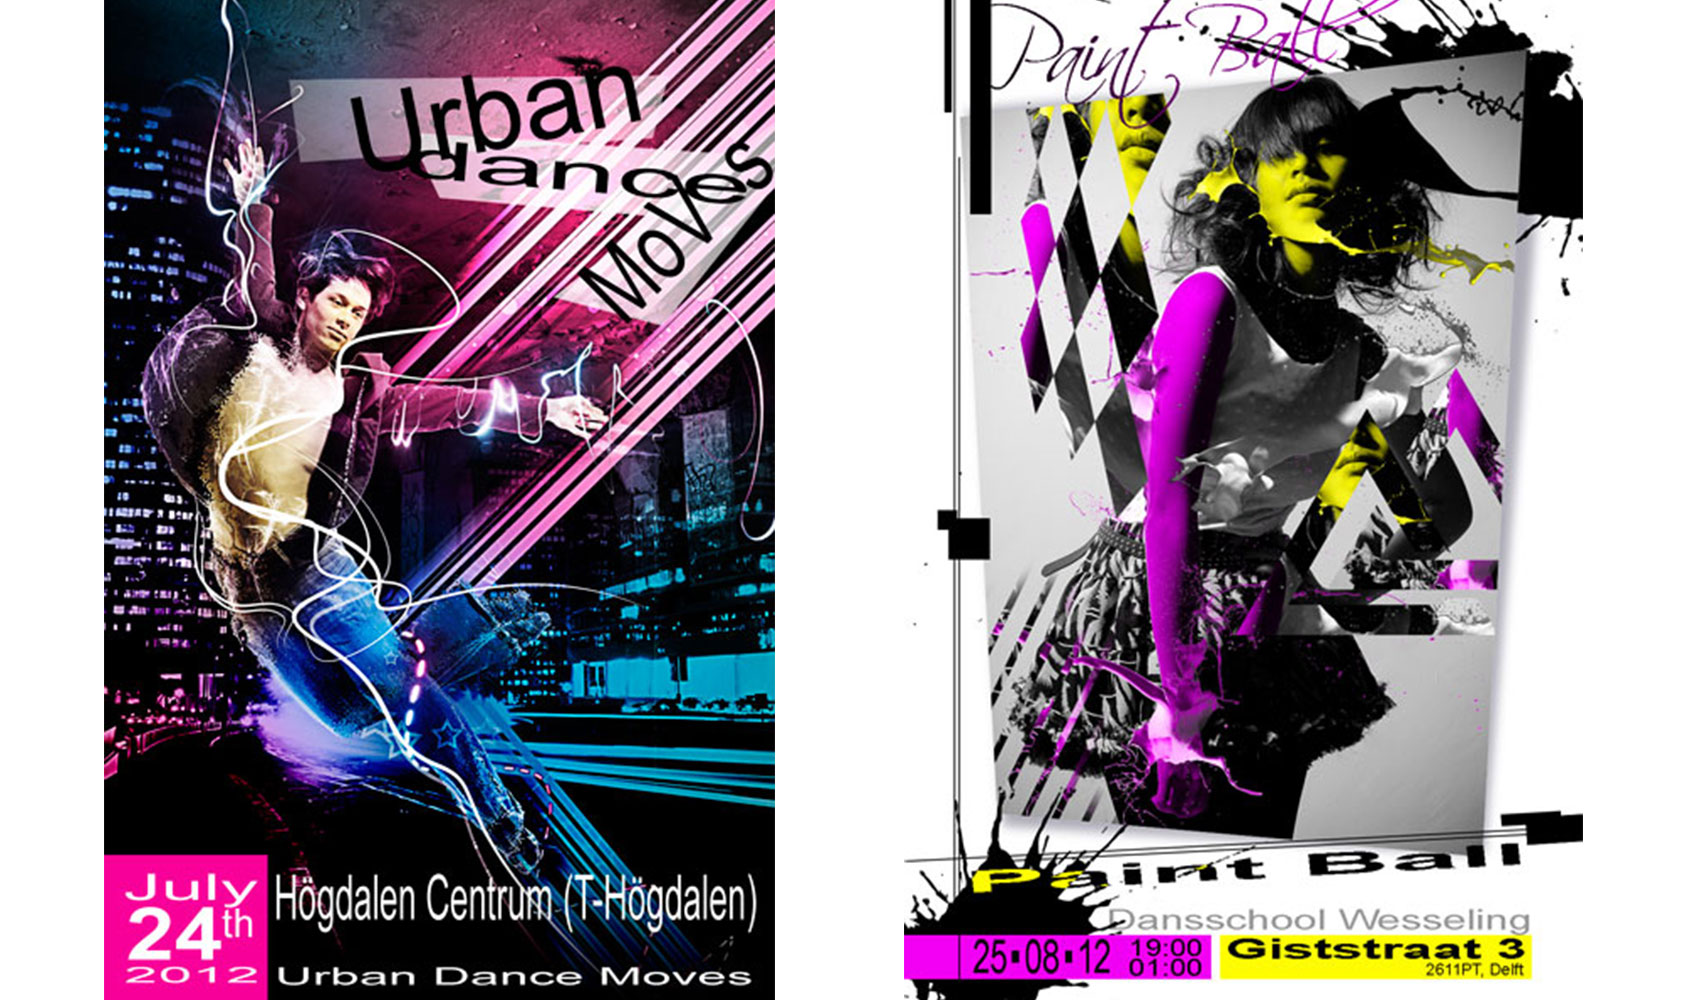 Urban
dances
MoVes
July
24th
2012
Högdalen Centrum (T-Högdalen)
Urban Dance Moves
Paint Ball
Paint Ball
Dansschool Wesseling
25·08·12
19:00
01:00
Giststraat 3
2611PT, Delft